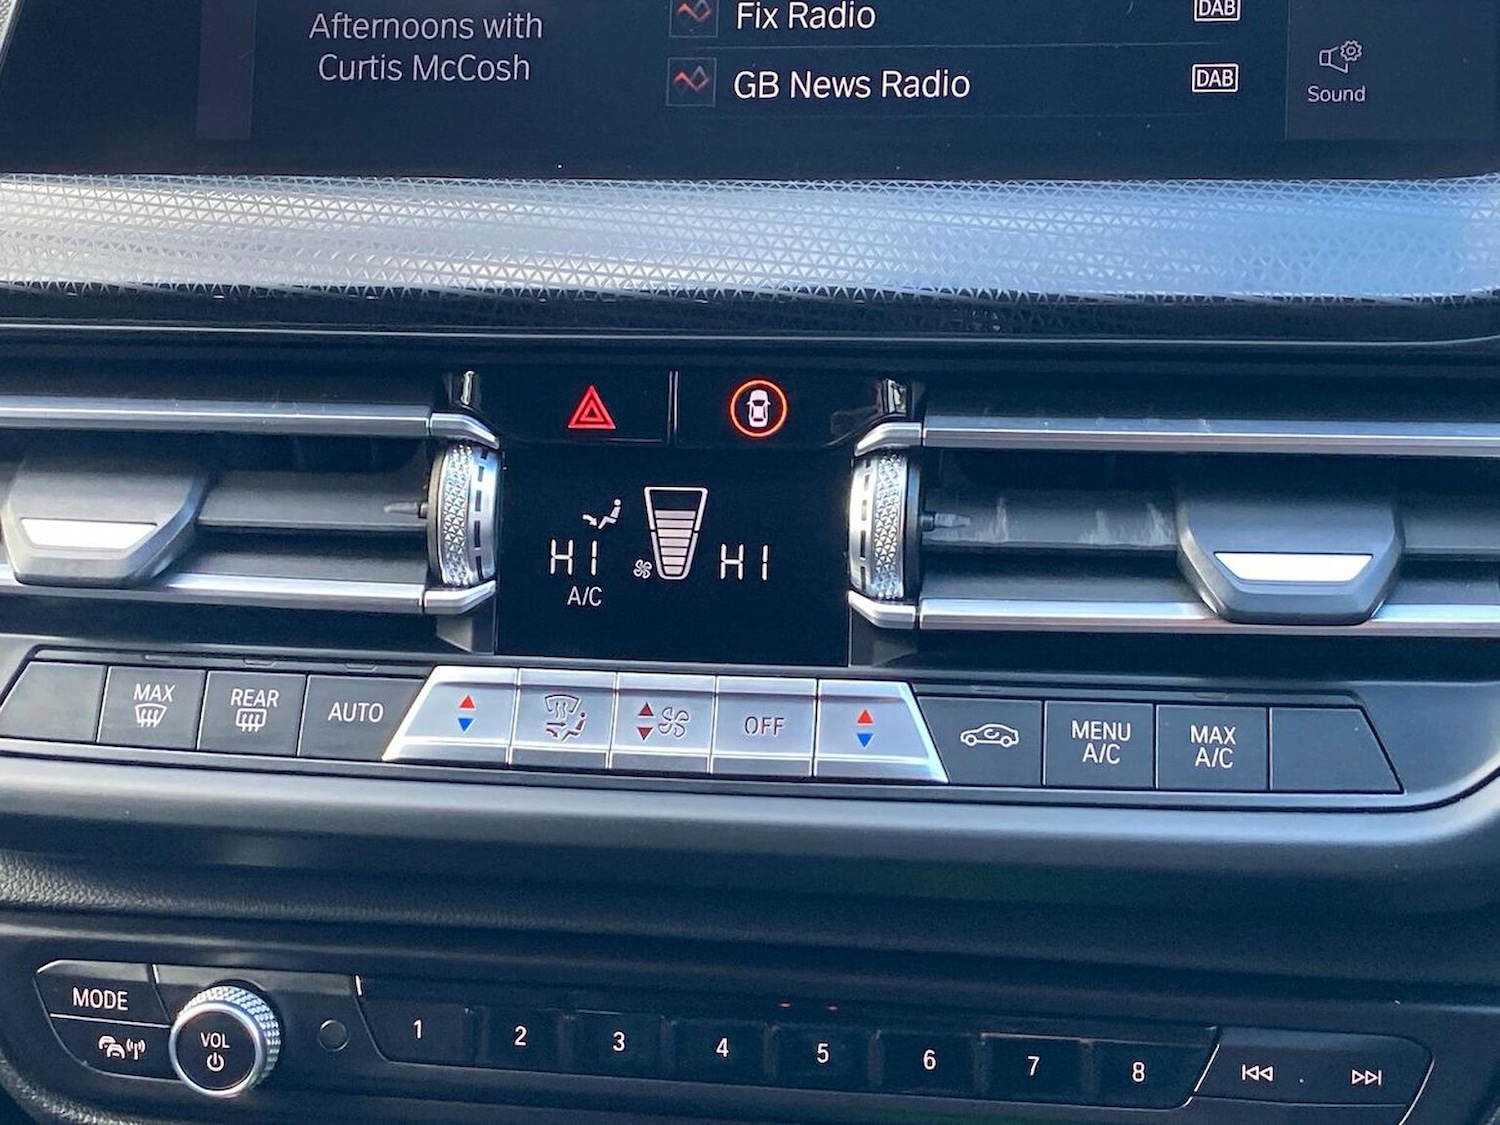 Afternoons with
Curtis McCosh
Fix Radio
DAB
GB News Radio
DAB
Sound
HI
A/C
HI
MAX
REAR
AUTO
OFF
MENU
A/C
MAX
A/C
MODE
VOL
1
2
3
4
5
6
7
8